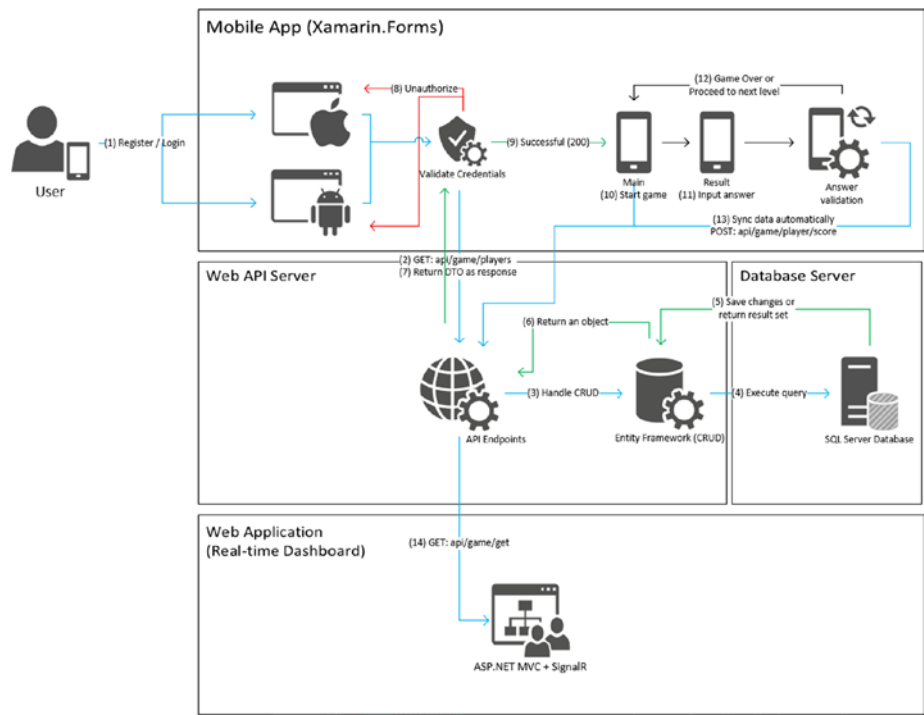 Mobile App (Xamarin.Forms)
(8) Unauthorize
(12) Game Over or
Proceed to next level
(1) Register / Login
(9) Successful (200)
User
Validate Credentials
Main
(10) Start game
Result
(11) Input answer
Answer
validation
(13) Sync data automatically
POST: api/game/player/score
(2) GET: api/game/players
(7) Return DTO as response
Web API Server
Database Server
(5) Save changes or
return result set
(6) Return an object
(3) Handle CRUD
(4) Execute query
API Endpoints
Entity Framework (CRUD)
SQL Server Database
Web Application
(Real-time Dashboard)
(14) GET: api/game/get
ASP.NET MVC + SignalR